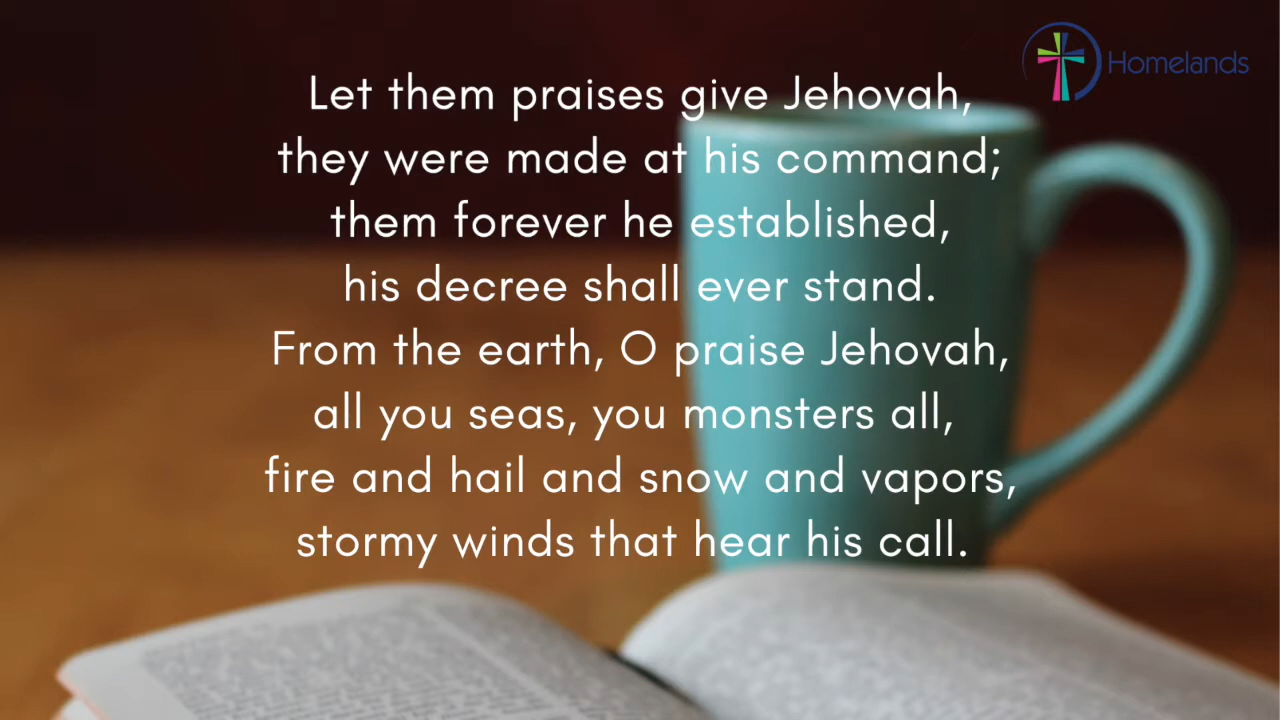 Homelands
Let them praises give Jehovah,
they were made at his command;
them forever he established,
his decree shall ever stand.
From the earth, O praise Jehovah,
all you seas, you monsters all,
fire and hail and snow and vapors,
stormy winds that hear his call.